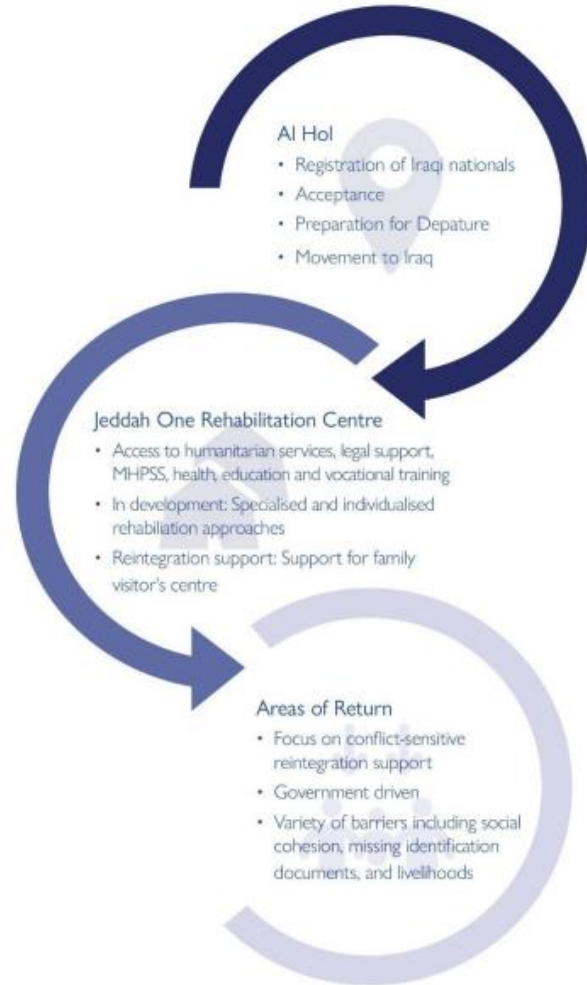 Al Hol
• Registration of Iraqi nationals
• Acceptance
• Preparation for Depature
• Movement to Iraq
Jeddah One Rehabilitation Centre
• Access to humanitarian services, legal support,
MHPSS, health, education and vocational training
• In development: Specialised and individualised
rehabiliation approaches
• Reintegration support: Support for family
visitor's centre
Areas of Return
• Focus on conflict-sensitive
reintegration support
• Government driven
• Variety of barriers including social
cohesion, missing identification
documents, and livelihoods